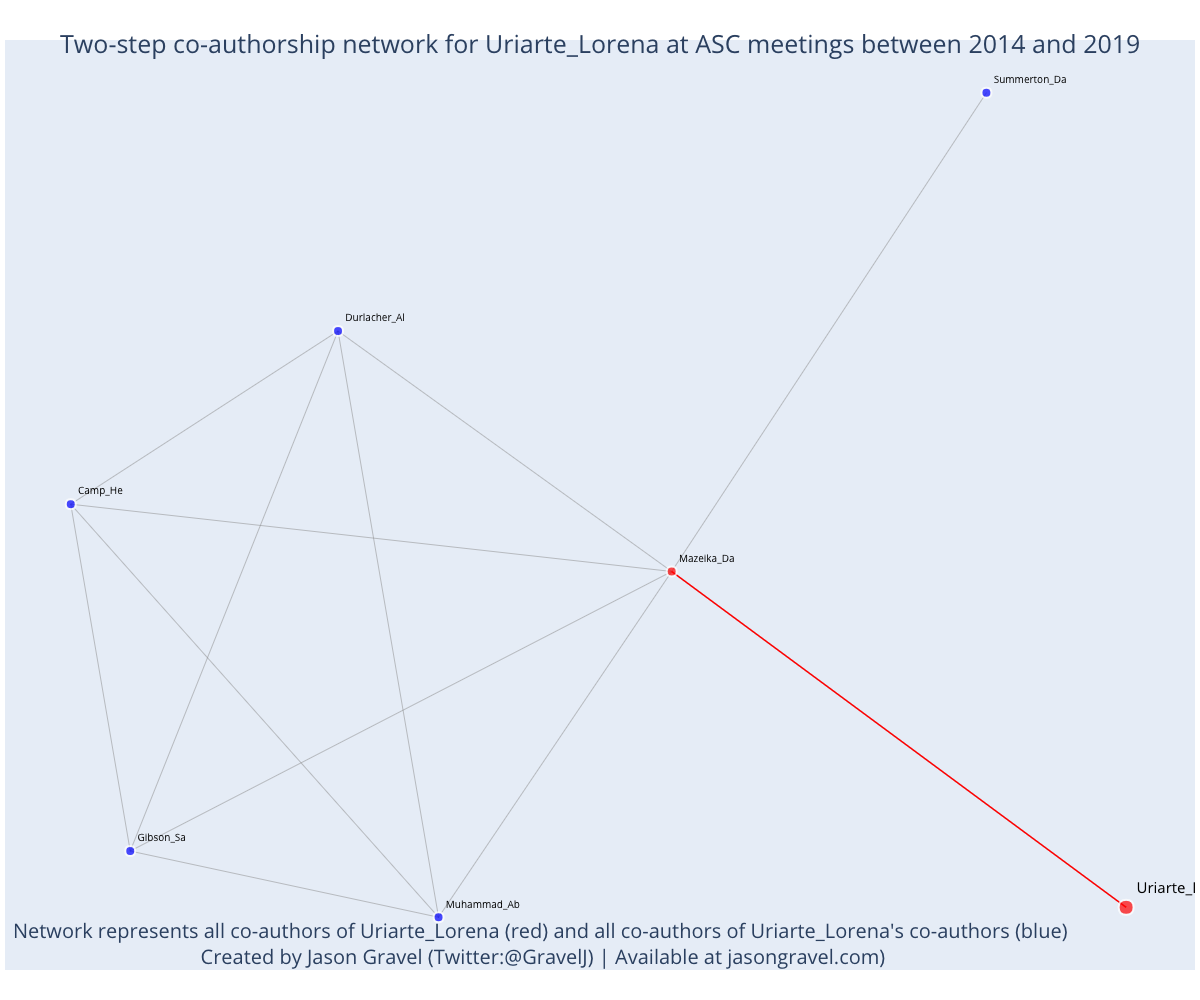 Two-step co-authorship network for Uriarte_Lorena at ASC meetings between 2014 and 2019
Summerton_Da
Durlacher_Al
Camp_He
Mazeika_Da
Gibson_Sa
Uriarte_
Muhammad_Ab
Network represents all co-authors of Uriarte_Lorena (red) and all co-authors of Uriarte_Lorena's co-authors (blue)
Created by Jason Gravel (Twitter:@GravelJ) | Available at jasongravel.com)